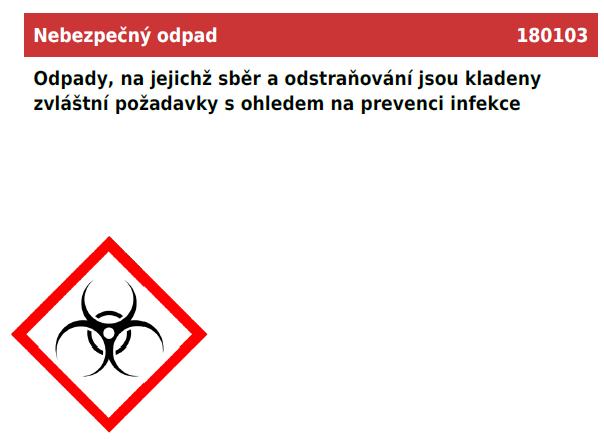 Nebezpečný odpad 180103
Odpady, na jejichž sběr a odstraňování jsou kladeny
zvláštní požadavky s ohledem na prevenci infekce